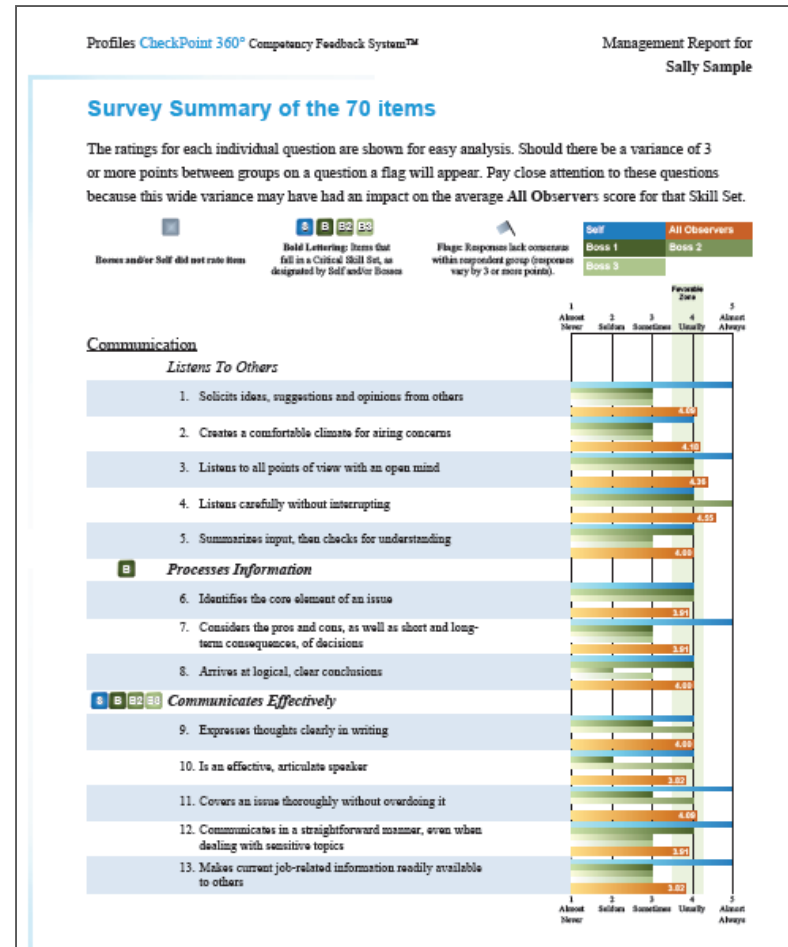 Profiles CheckPoint 360° Competency Feedback System™
Management Report for
Sally Sample
Survey Summary of the 70 items
The ratings for each individual question are shown for easy analysis. Should there be a variance of 3
or more points between groups on a question a flag will appear. Pay close attention to these questions
because this wide variance may have had an impact on the average All Observers score for that Skill Set.
Bosses and/or Self did not rate item
S B B2 B3
Bold Lettering: Items that
fall in a Critical Skill Set, as
designated by Self and/or Bosses
Flags: Responses lack consensus
within respondent group (responses
vary by 3 or more points).
Self All Observers
Boss 1 Boss 2
Boss 3
Favorable
Zone
1 2 3 4 5
Almost Never Seldom Sometimes Usually Almost Always
Communication
Listens To Others
1. Solicits ideas, suggestions and opinions from others
4.09
2. Creates a comfortable climate for airing concerns
3. Listens to all points of view with an open mind
4.36
4. Listens carefully without interrupting
4.55
5. Summarizes input, then checks for understanding
4.00
B Processes Information
6. Identifies the core element of an issue
3.91
7. Considers the pros and cons, as well as short and long-
term consequences, of decisions
3.91
8. Arrives at logical, clear conclusions
4.00
S B B2 B3 Communicates Effectively
9. Expresses thoughts clearly in writing
4.00
10. Is an effective, articulate speaker
3.82
11. Covers an issue thoroughly without overdoing it
4.09
12. Communicates in a straightforward manner, even when
dealing with sensitive topics
3.91
13. Makes current job-related information readily available
to others
3.82
1 2 3 4 5
Almost Never Seldom Sometimes Usually Almost Always